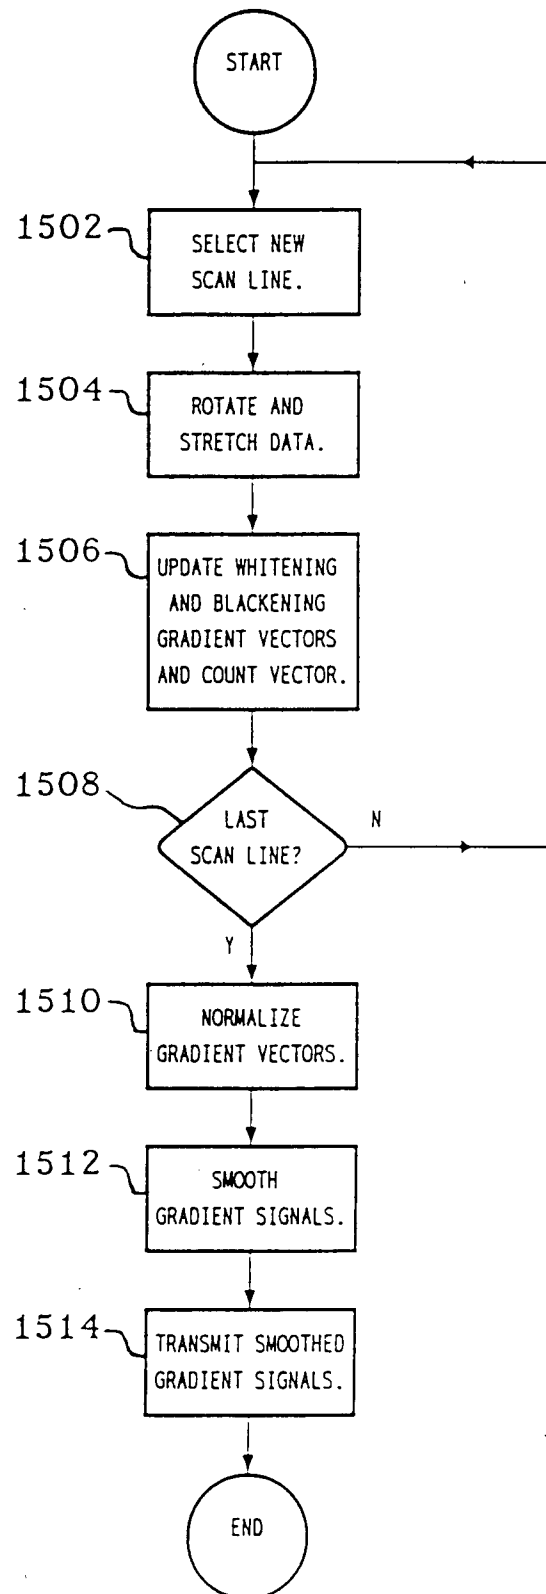 START
1502
SELECT NEW
SCAN LINE.
1504
ROTATE AND
STRETCH DATA.
1506
UPDATE WHITENING
AND BLACKENING
GRADIENT VECTORS
AND COUNT VECTOR.
1508
LAST
SCAN LINE?
N
Y
1510
NORMALIZE
GRADIENT VECTORS.
1512
SMOOTH
GRADIENT SIGNALS.
1514
TRANSMIT SMOOTHED
GRADIENT SIGNALS.
END